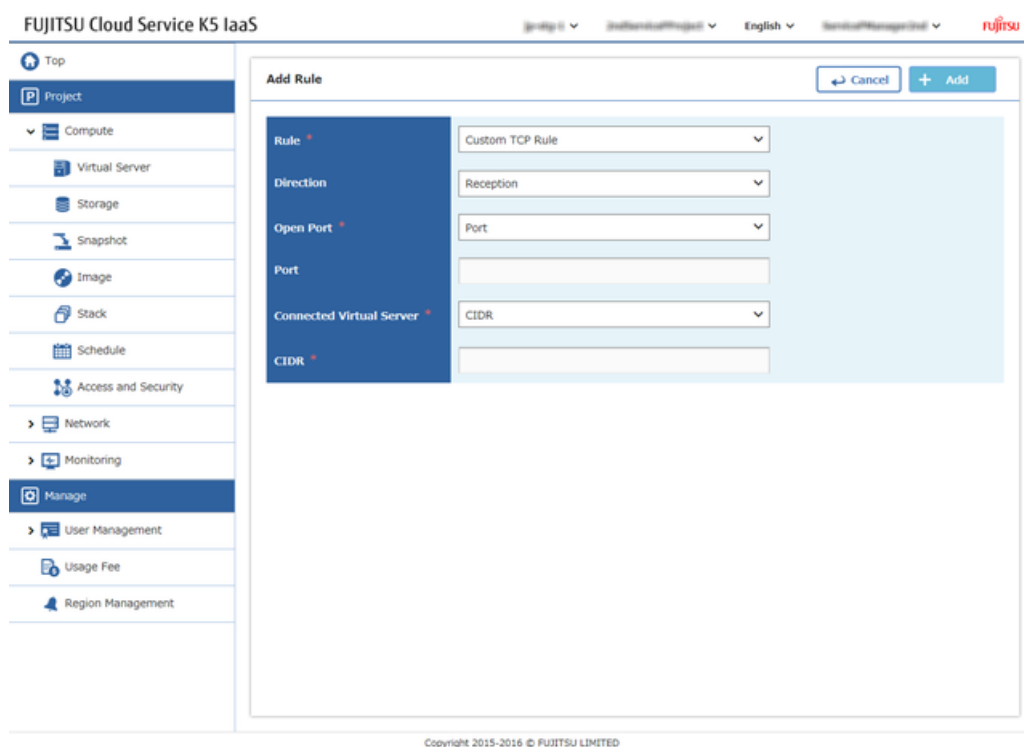 FUJITSU Cloud Service K5 IaaS
English
FUJITSU
Top
Project
Compute
Virtual Server
Storage
Snapshot
Image
Stack
Schedule
Access and Security
Network
Monitoring
Manage
User Management
Usage Fee
Region Management
Add Rule
Cancel
+ Add
Rule * Custom TCP Rule
Direction Reception
Open Port * Port
Port
Connected Virtual Server * CIDR
CIDR *
Copyright 2015-2016 © FUJITSU LIMITED